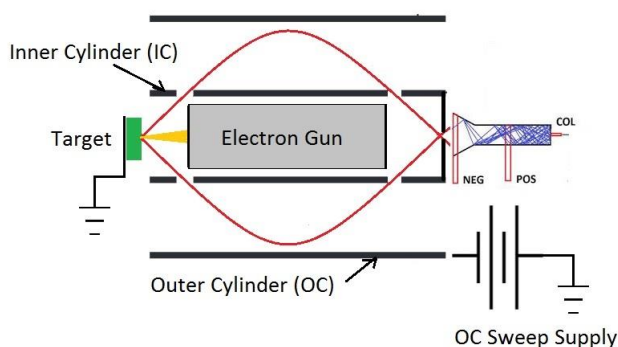 Inner Cylinder (IC)
Target
Electron Gun
COL
NEG
POS
Outer Cylinder (OC)
OC Sweep Supply